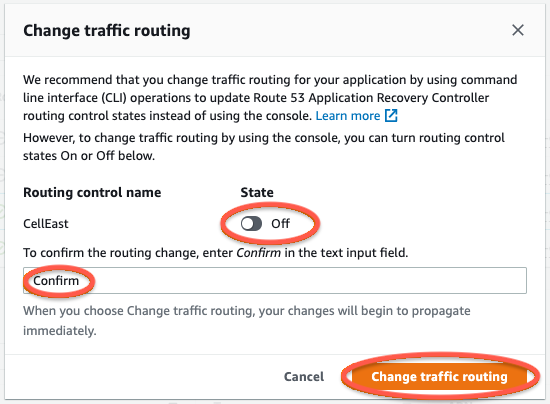 Change traffic routing
We recommend that you change traffic routing for your application by using command
line interface (CLI) operations to update Route 53 Application Recovery Controller
routing control states instead of using the console. Learn more
However, to change traffic routing by using the console, you can turn routing control
states On or Off below.
Routing control name State
CellEast Off
To confirm the routing change, enter Confirm in the text input field.
Confirm
When you choose Change traffic routing, your changes will begin to propagate
immediately.
Cancel Change traffic routing